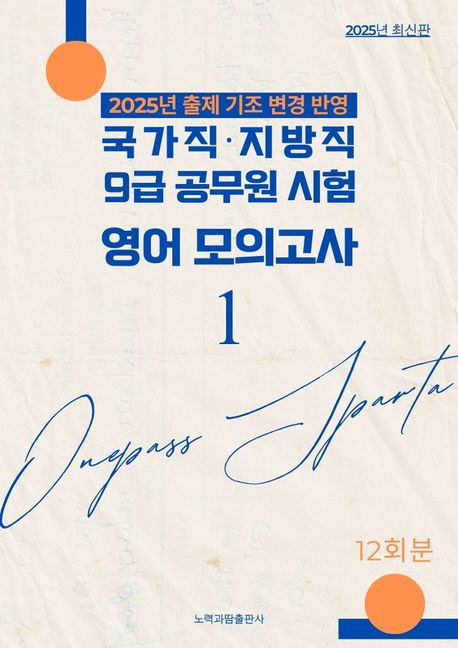 2025년 최신판
2025년 출제 기조 변경 반영
국가직·지방직
9급 공무원 시험
영어 모의고사
1
Onepass Sparta
12회분
노력과땀출판사